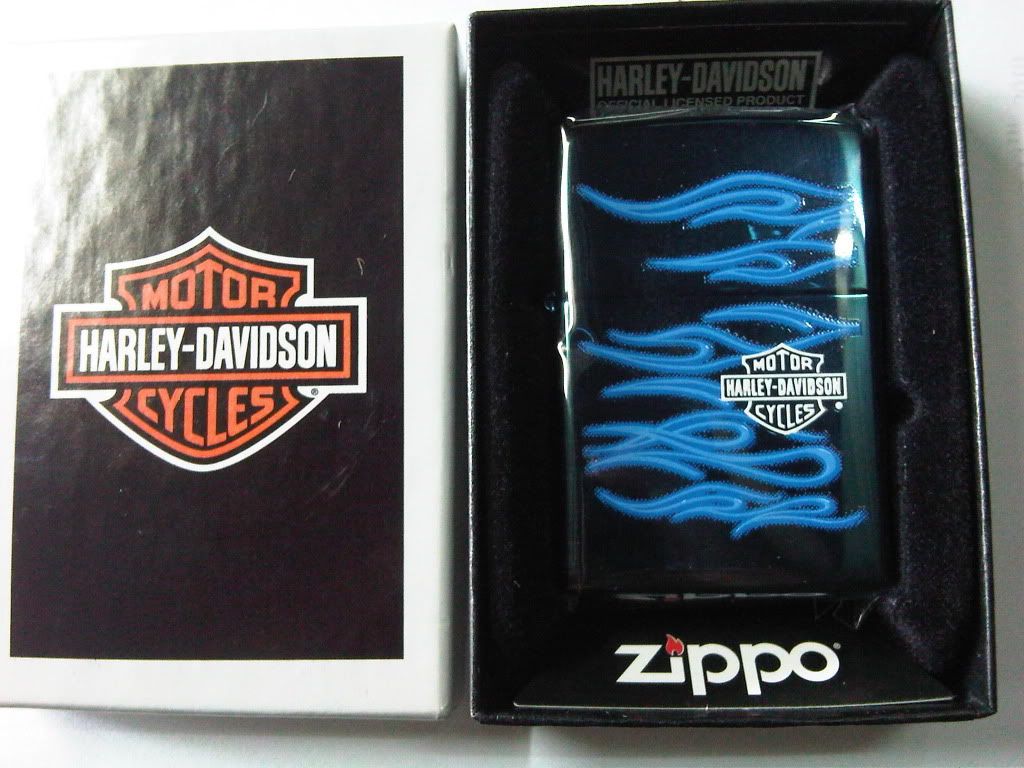 MOTOR
HARLEY-DAVIDSON
CYCLES
®
HARLEY-DAVIDSON
OFFICIAL LICENSED PRODUCT
MOTOR
HARLEY-DAVIDSON
CYCLES
®
zippo®